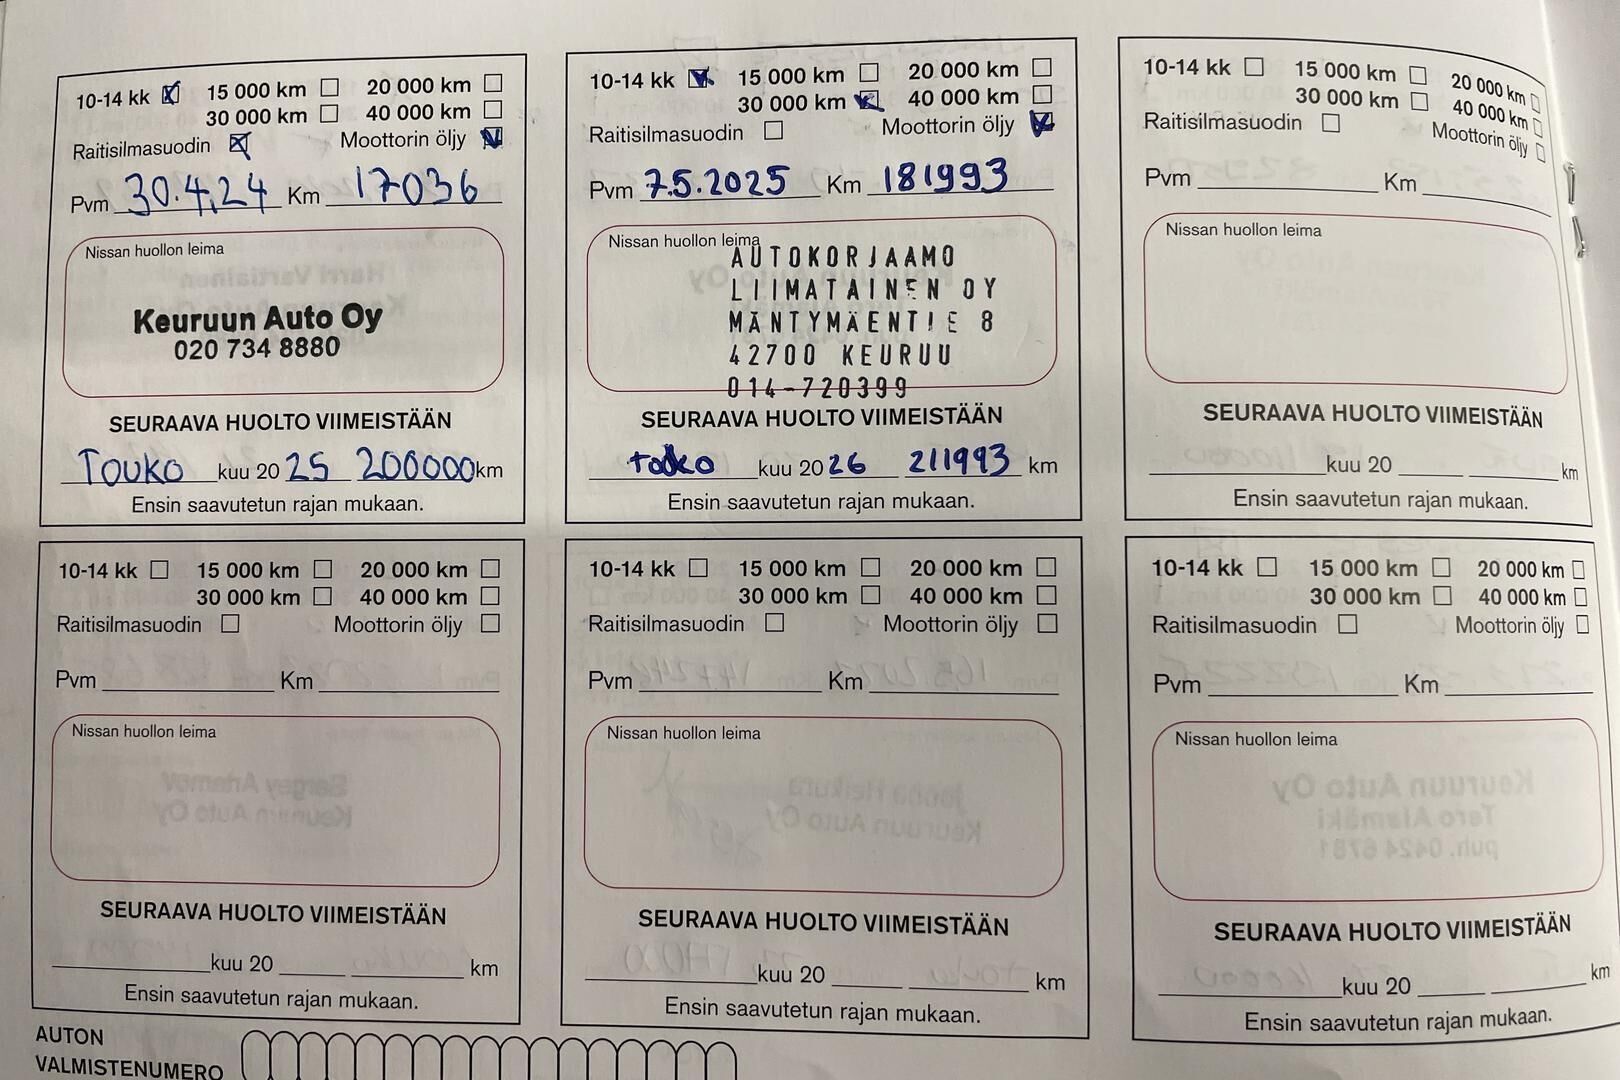 10-14 kk ☒ 15 000 km ☐ 20 000 km ☐
30 000 km ☐ 40 000 km ☐
Raitisilmasuodin ☒ Moottorin öljy ☒
Pvm 30.4.24 Km 17036
Nissan huollon leima
Keuruun Auto Oy
020 734 8880
SEURAAVA HUOLTO VIIMEISTÄÄN
Touko kuu 20 25 200000 km
Ensin saavutetun rajan mukaan.
10-14 kk ☒ 15 000 km ☐ 20 000 km ☐
30 000 km ☒ 40 000 km ☐
Raitisilmasuodin ☐ Moottorin öljy ☒
Pvm 7.5.2025 Km 181993
Nissan huollon leima
AUTOKORJAAMO
LIIMATAINEN OY
MÄNTYMÄENTIE 8
42700 KEURUU
014-720399
SEURAAVA HUOLTO VIIMEISTÄÄN
kuu 20 26 211993 km
Ensin saavutetun rajan mukaan.
10-14 kk ☐ 15 000 km ☐ 20 000 km ☐
30 000 km ☐ 40 000 km ☐
Raitisilmasuodin ☐ Moottorin öljy ☐
Pvm Km
Nissan huollon leima
SEURAAVA HUOLTO VIIMEISTÄÄN
kuu 20 km
Ensin saavutetun rajan mukaan.
10-14 kk ☐ 15 000 km ☐ 20 000 km ☐
30 000 km ☐ 40 000 km ☐
Raitisilmasuodin ☐ Moottorin öljy ☐
Pvm Km
Nissan huollon leima
SEURAAVA HUOLTO VIIMEISTÄÄN
kuu 20 km
Ensin saavutetun rajan mukaan.
10-14 kk ☐ 15 000 km ☐ 20 000 km ☐
30 000 km ☐ 40 000 km ☐
Raitisilmasuodin ☐ Moottorin öljy ☐
Pvm Km
Nissan huollon leima
SEURAAVA HUOLTO VIIMEISTÄÄN
kuu 20 km
Ensin saavutetun rajan mukaan.
10-14 kk ☐ 15 000 km ☐ 20 000 km ☐
30 000 km ☐ 40 000 km ☐
Raitisilmasuodin ☐ Moottorin öljy ☐
Pvm Km
Nissan huollon leima
SEURAAVA HUOLTO VIIMEISTÄÄN
kuu 20 km
Ensin saavutetun rajan mukaan.
AUTON
VALMISTENUMERO